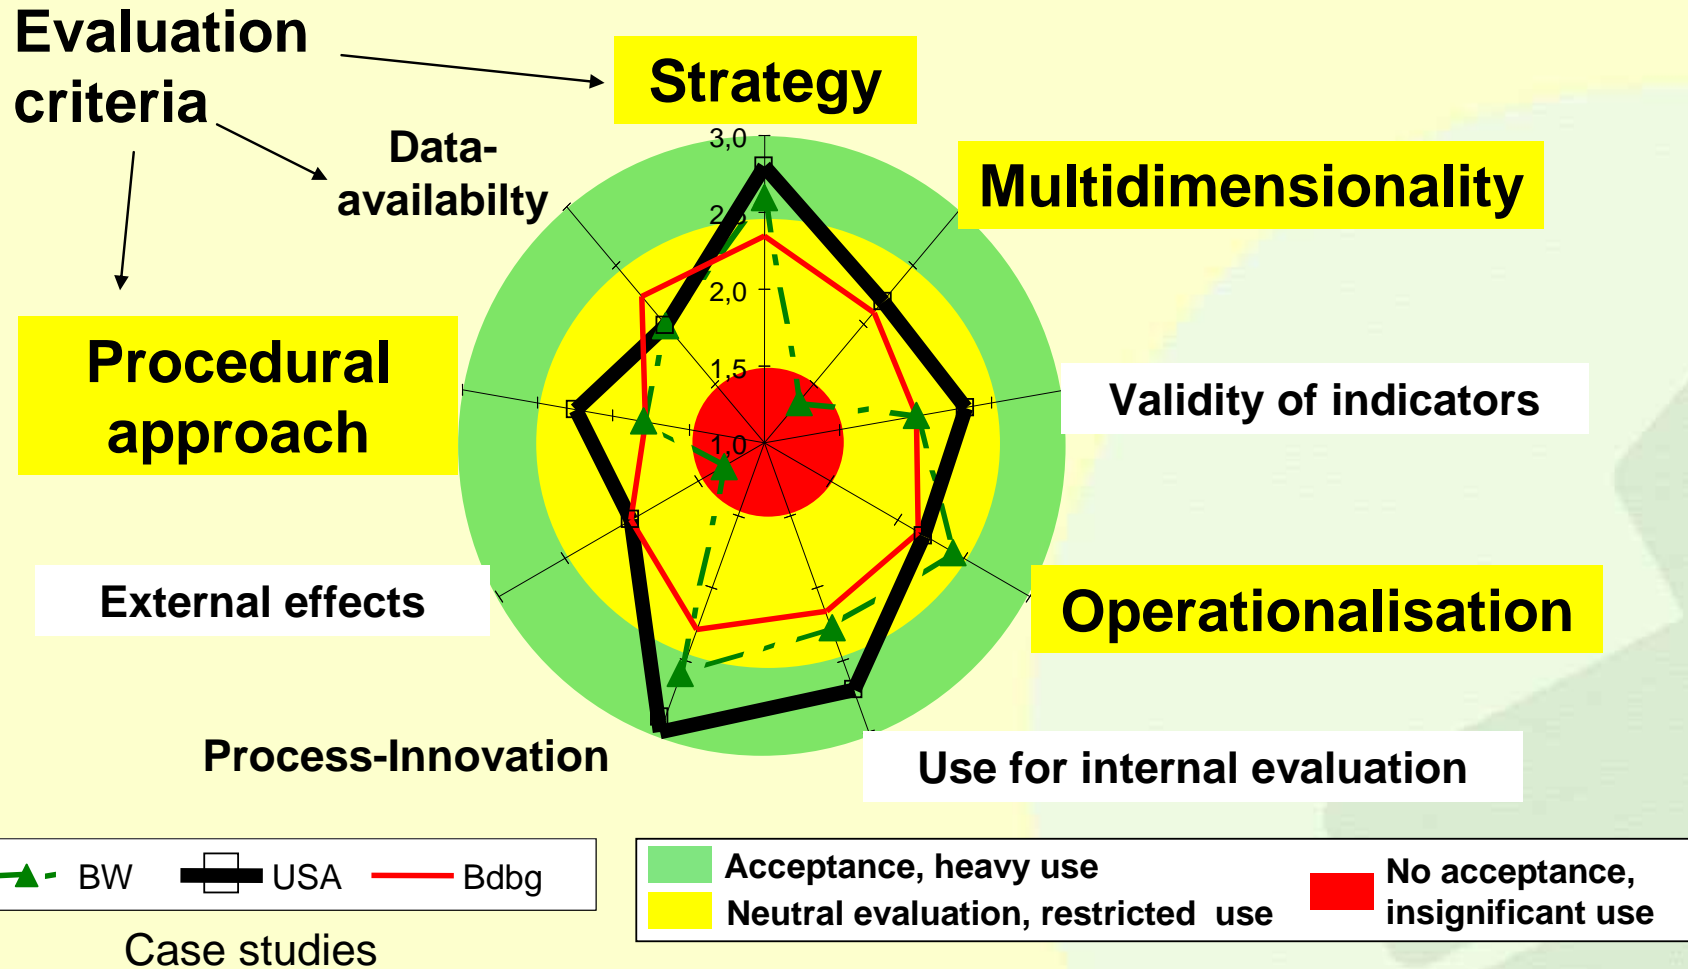 Evaluation
criteria
Strategy
Data-
availabilty
Multidimensionality
3,0
2,5
2,0
1,5
1,0
Procedural
approach
Validity of indicators
External effects
Operationalisation
Process-Innovation
Use for internal evaluation
BW
USA
Bdbg
Case studies
Acceptance, heavy use
Neutral evaluation, restricted use
No acceptance,
insignificant use